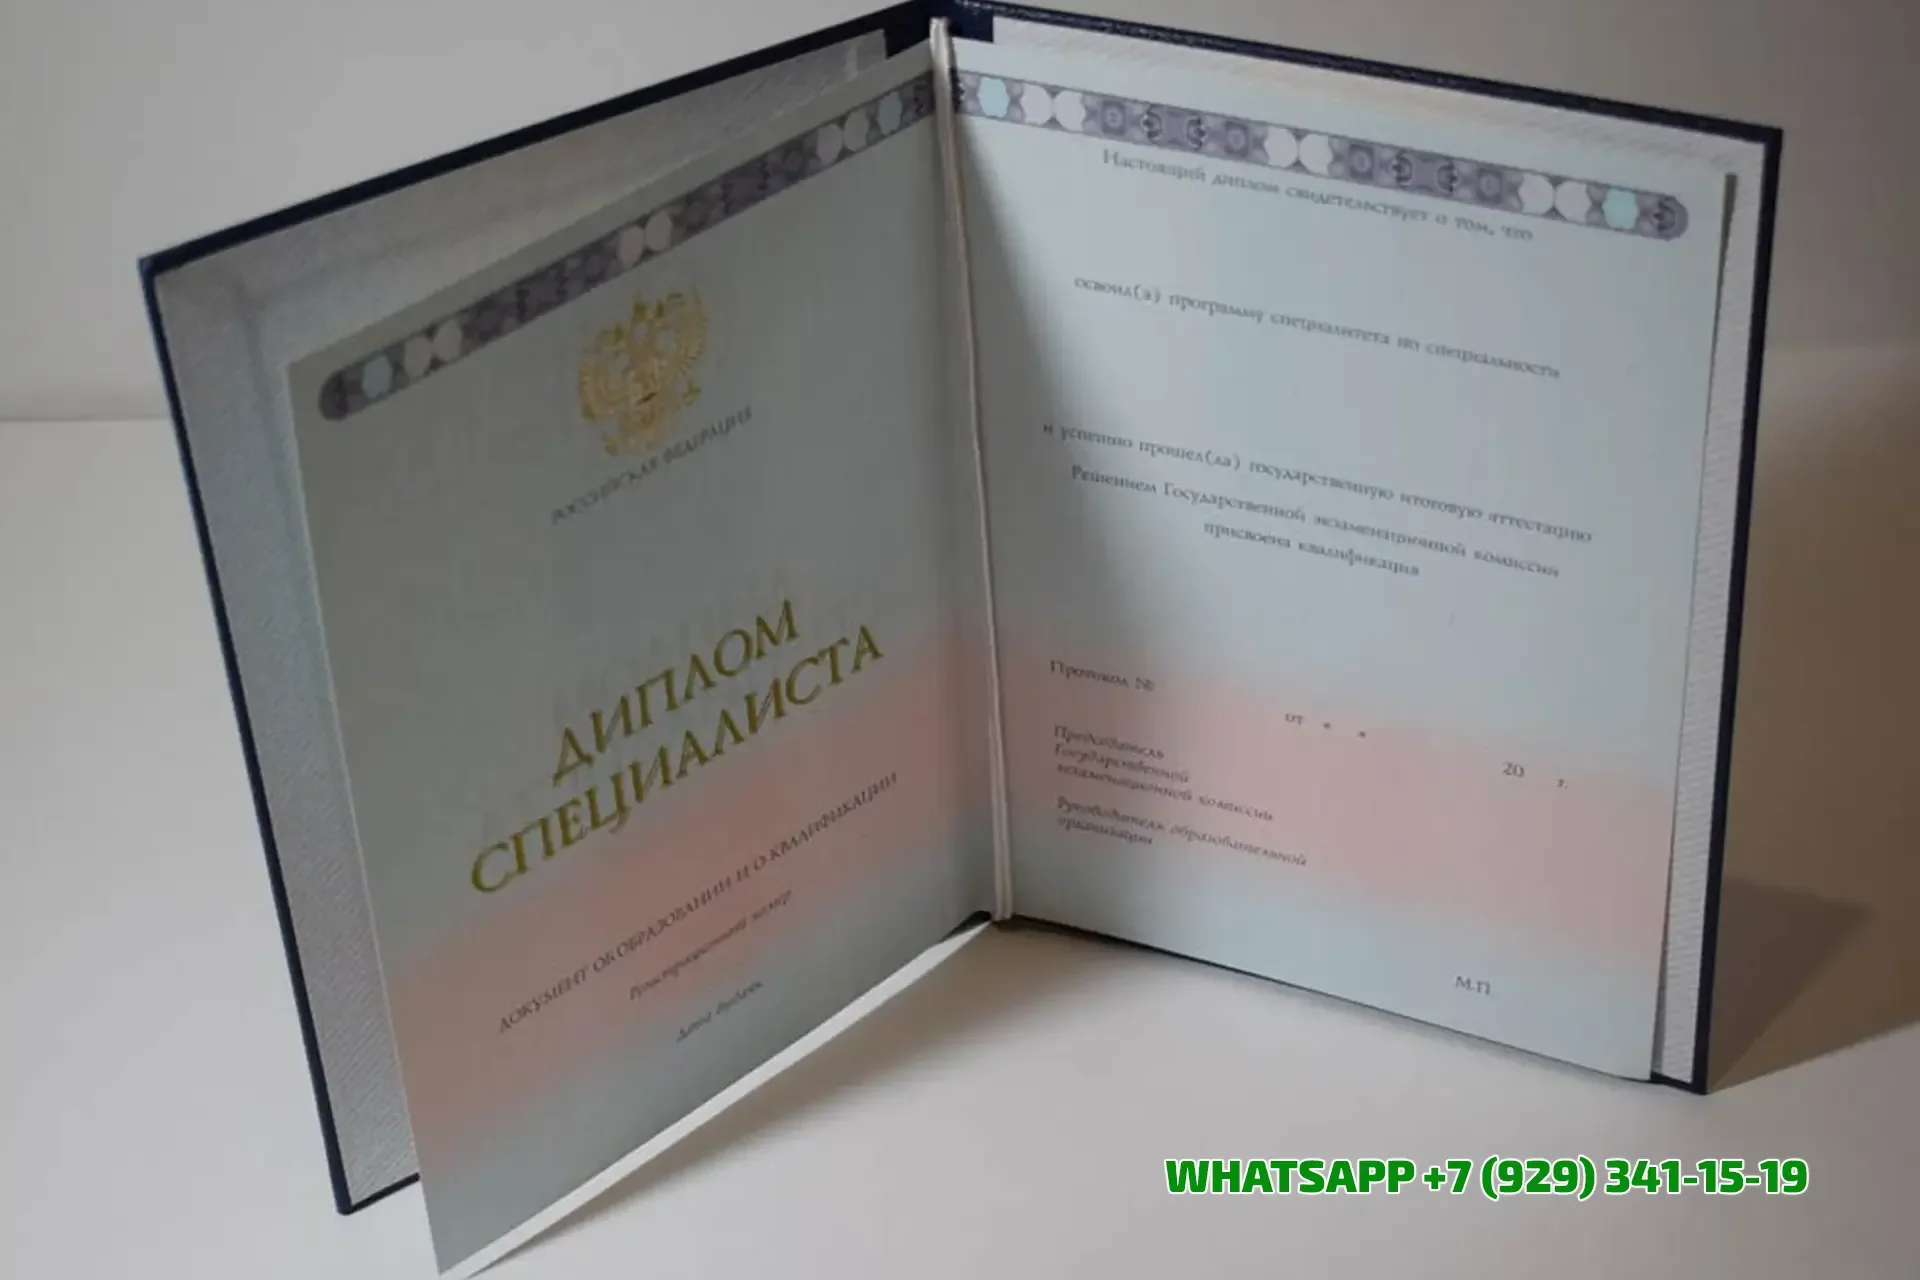 РОССИЙСКАЯ ФЕДЕРАЦИЯ
ДИПЛОМ
СПЕЦИАЛИСТА
ДОКУМЕНТ ОБ ОБРАЗОВАНИИ И О КВАЛИФИКАЦИИ
Регистрационный номер
Дата выдачи
Настоящий диплом свидетельствует о том, что
освоил(а) программу специалитета по специальности
и успешно прошел(ла) государственную итоговую аттестацию
Решением Государственной экзаменационной комиссии
присвоена квалификация
Протокол №
от « »
20 г.
Председатель
Государственной
экзаменационной комиссии
Руководитель образовательной
организации
М.П.
WHATSAPP +7 (929) 341-15-19